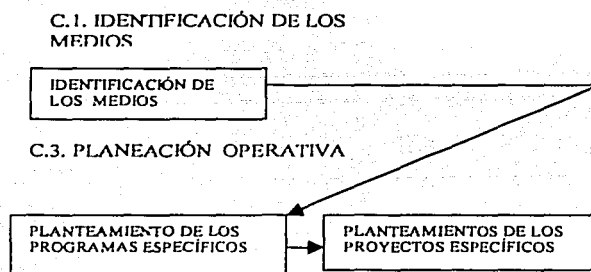 C.1. IDENTIFICACIÓN DE LOS
MEDIOS
IDENTIFICACIÓN DE
LOS MEDIOS
C.3. PLANEACIÓN OPERATIVA
PLANTEAMIENTO DE LOS
PROGRAMAS ESPECÍFICOS
PLANTEAMIENTOS DE LOS
PROYECTOS ESPECÍFICOS